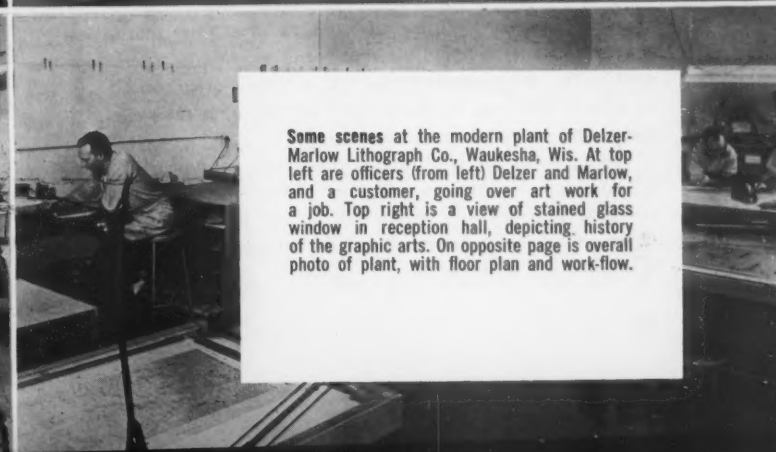 Some scenes at the modern plant of Delzer-
Marlow Lithograph Co., Waukesha, Wis. At top
left are officers (from left) Delzer and Marlow,
and a customer, going over art work for
a job. Top right is a view of stained glass
window in reception hall, depicting history
of the graphic arts. On opposite page is overall
photo of plant, with floor plan and work-flow.